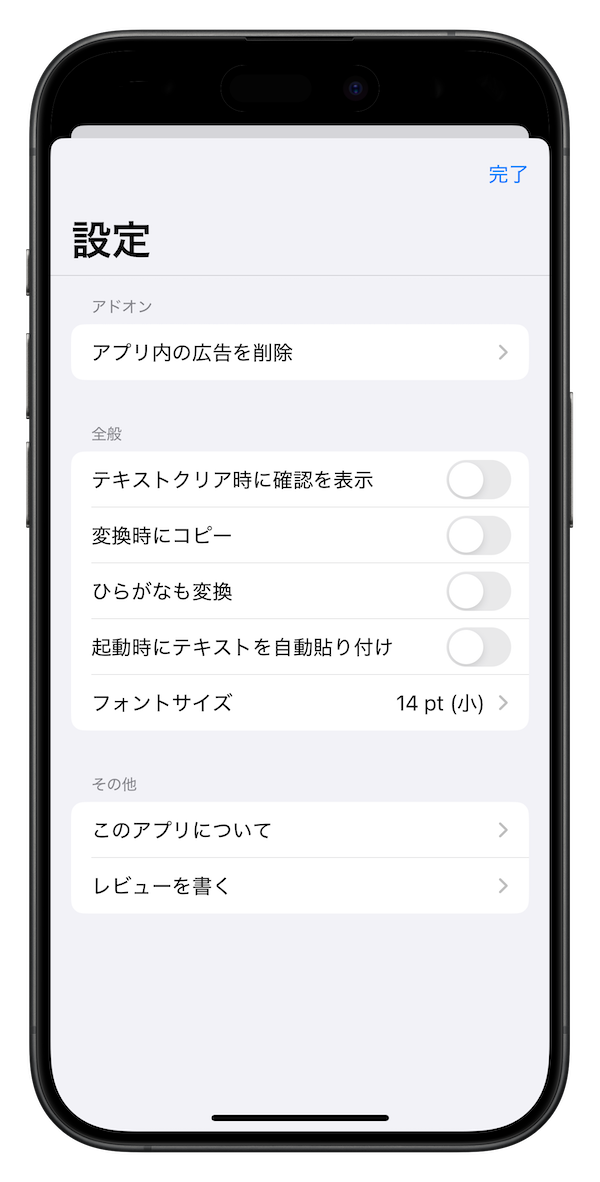 完了
設定
アドオン
アプリ内の広告を削除
全般
テキストクリア時に確認を表示
変換時にコピー
ひらがなも変換
起動時にテキストを自動貼り付け
フォントサイズ 14 pt (小)
その他
このアプリについて
レビューを書く